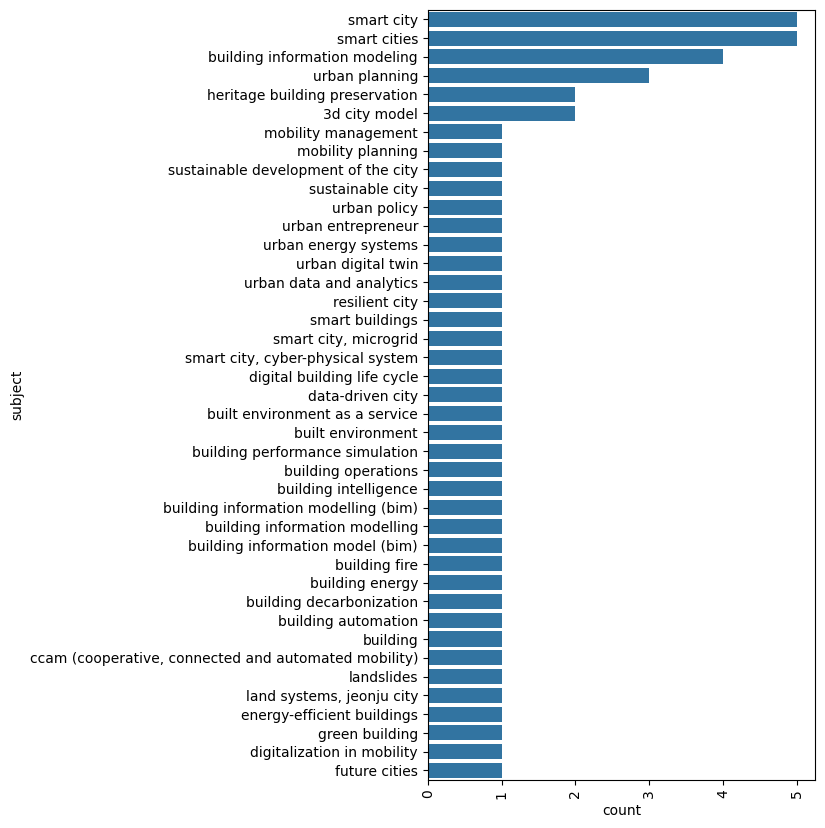 smart city
smart cities
building information modeling
urban planning
heritage building preservation
3d city model
mobility management
mobility planning
sustainable development of the city
sustainable city
urban policy
urban entrepreneur
urban energy systems
urban digital twin
urban data and analytics
resilient city
smart buildings
smart city, microgrid
smart city, cyber-physical system
digital building life cycle
data-driven city
built environment as a service
built environment
building performance simulation
building operations
building intelligence
building information modelling (bim)
building information modelling
building information model (bim)
building fire
building energy
building decarbonization
building automation
building
ccam (cooperative, connected and automated mobility)
landslides
land systems, jeonju city
energy-efficient buildings
green building
digitalization in mobility
future cities
subject
0 1 2 3 4 5
count